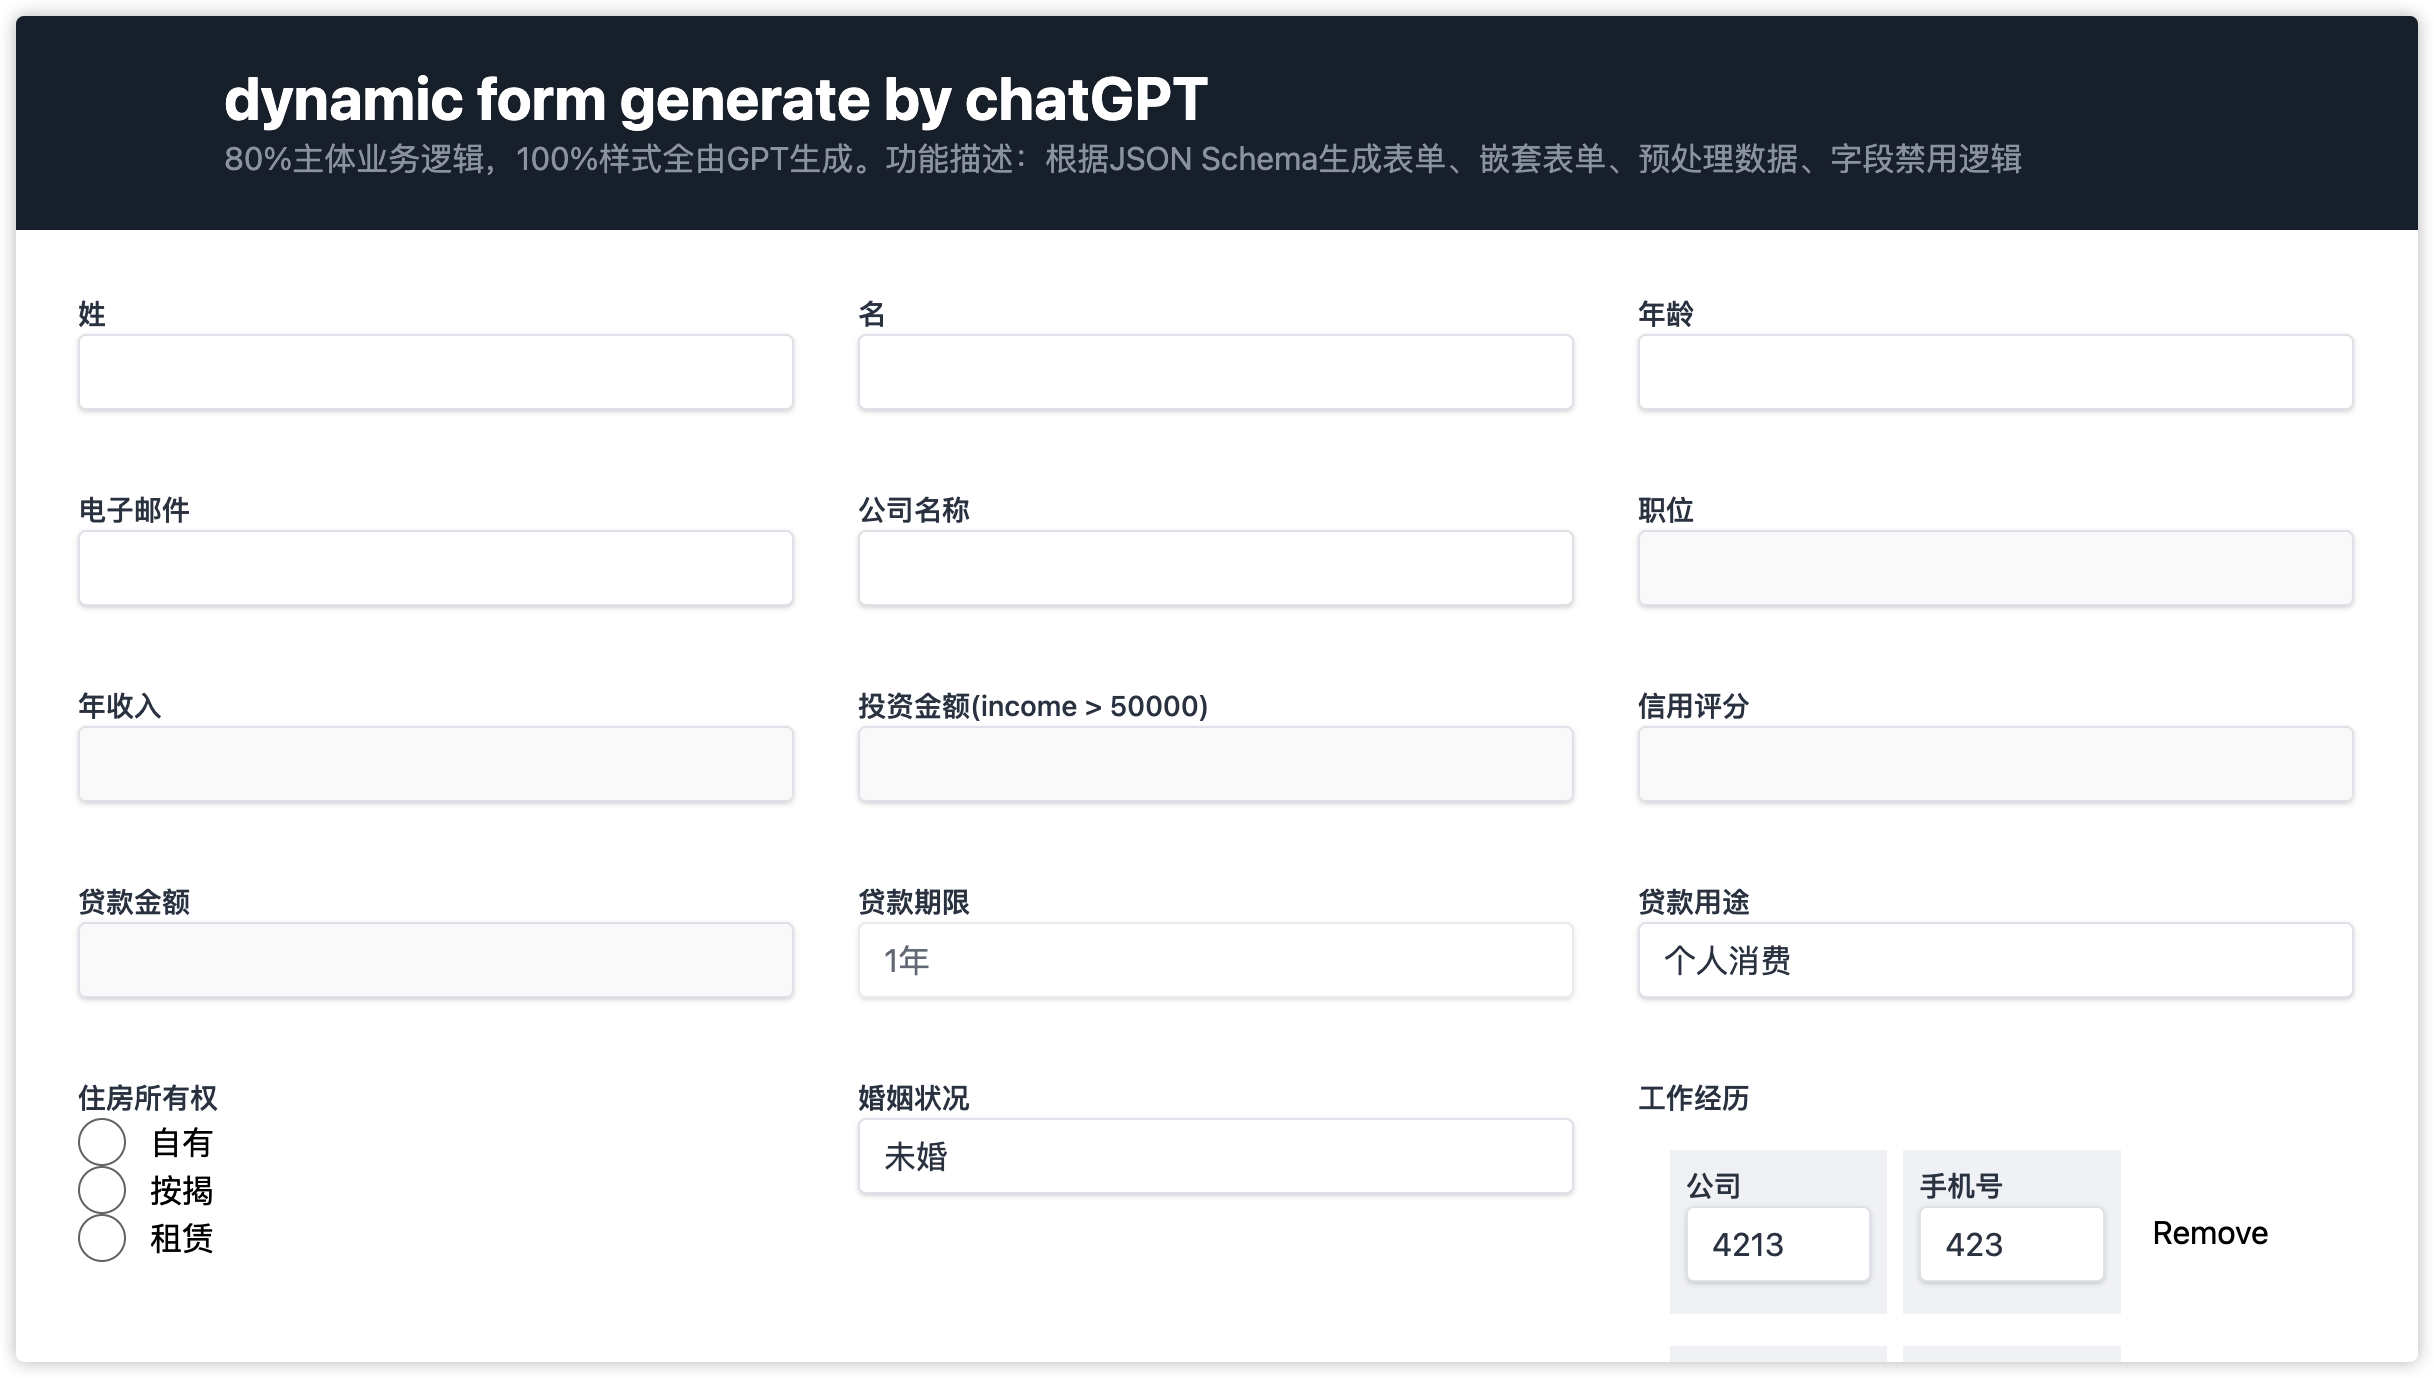 dynamic form generate by chatGPT
80%主体业务逻辑，100%样式全由GPT生成。功能描述：根据JSON Schema生成表单、嵌套表单、预处理数据、字段禁用逻辑
姓
名
年龄
电子邮件
公司名称
职位
年收入
投资金额(income > 50000)
信用评分
贷款金额
贷款期限
1年
贷款用途
个人消费
住房所有权
自有
按揭
租赁
婚姻状况
未婚
工作经历
公司
4213
手机号
423
Remove